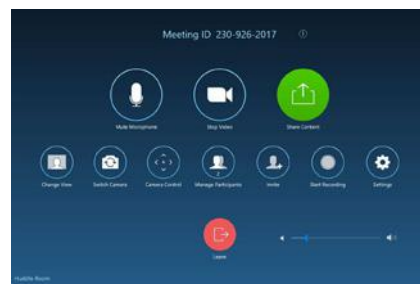 Meeting ID 230-926-2017
Mute Microphone
Stop Video
Share Content
Change View
Switch Camera
Camera Control
2
Manage Participants
Invite
Start Recording
Settings
Leave
Huddle Room